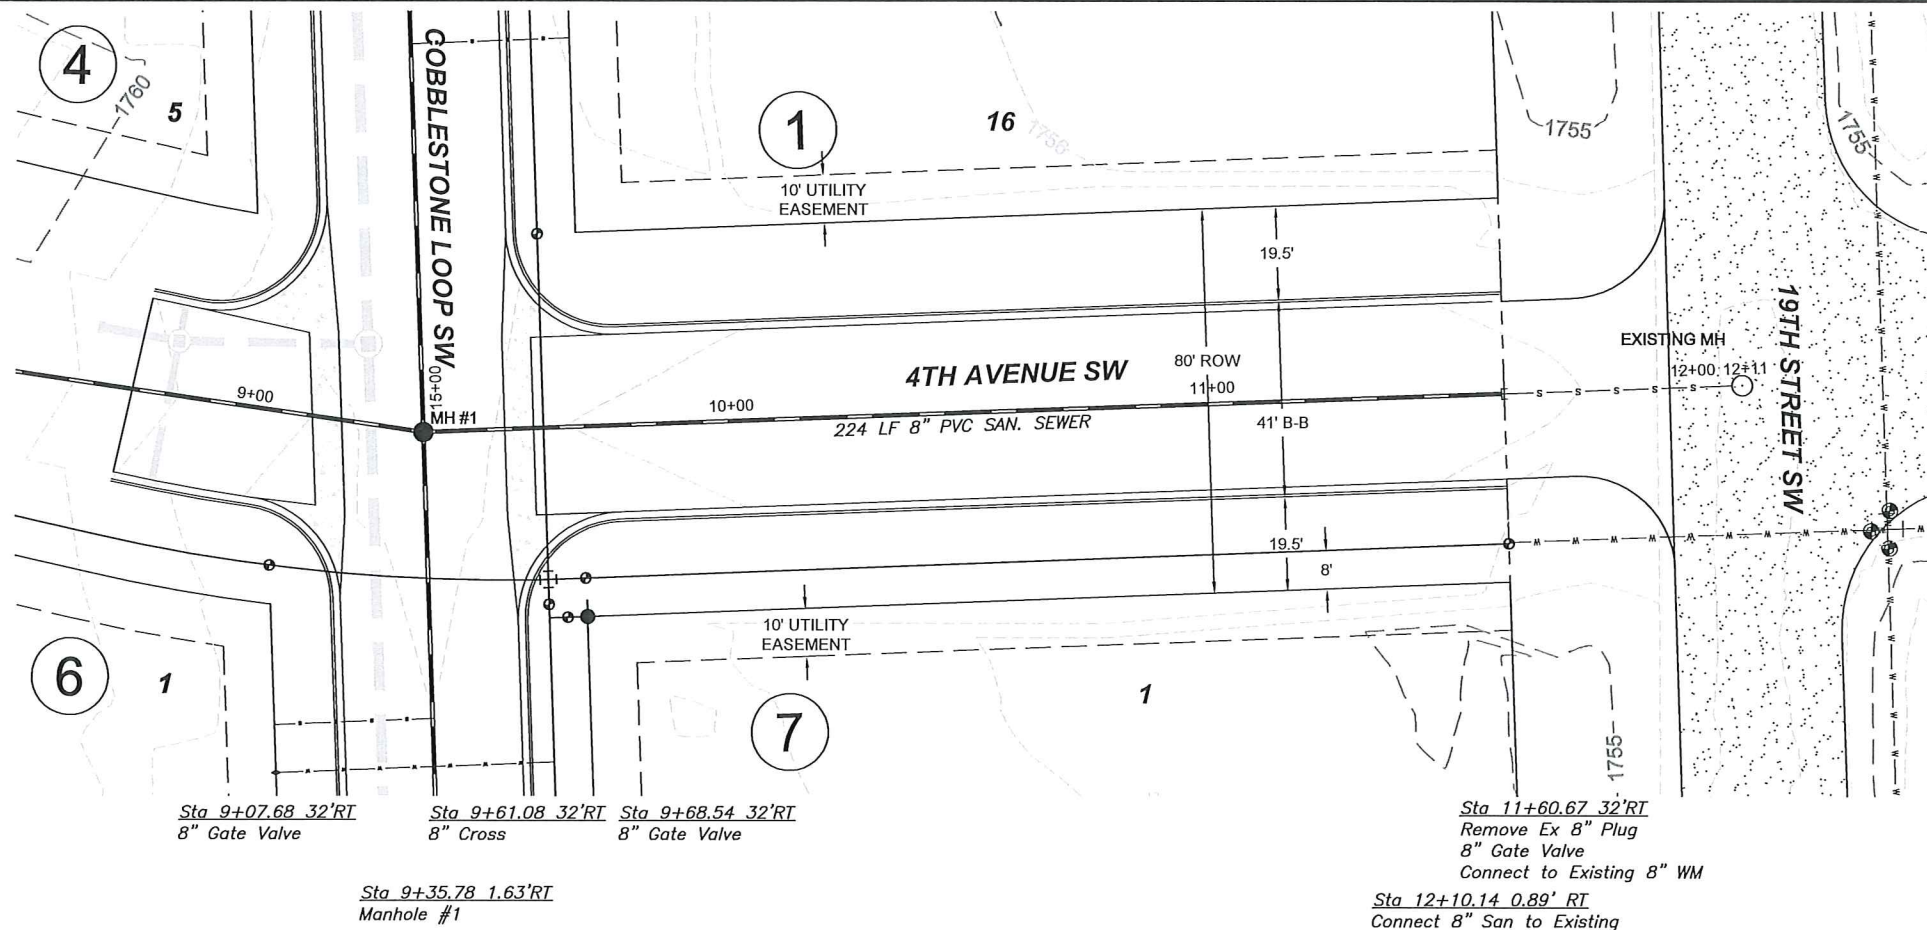 4
5
1760
COBBLESTONE LOOP SW
1
16
1756
1755
1755
10' UTILITY
EASEMENT
19.5'
EXISTING MH
19TH STREET SW
4TH AVENUE SW
80' ROW
12+00 12+11
9+00
15+00
MH #1
10+00
11+00
S S S S S
224 LF 8" PVC SAN. SEWER
41' B-B
19.5'
8'
10' UTILITY
EASEMENT
6
1
7
1
1755
Sta 9+07.68 32'RT
8" Gate Valve
Sta 9+61.08 32'RT
8" Cross
Sta 9+68.54 32'RT
8" Gate Valve
Sta 11+60.67 32'RT
Remove Ex 8" Plug
8" Gate Valve
Connect to Existing 8" WM
Sta 9+35.78 1.63'RT
Manhole #1
Sta 12+10.14 0.89' RT
Connect 8" San to Existing